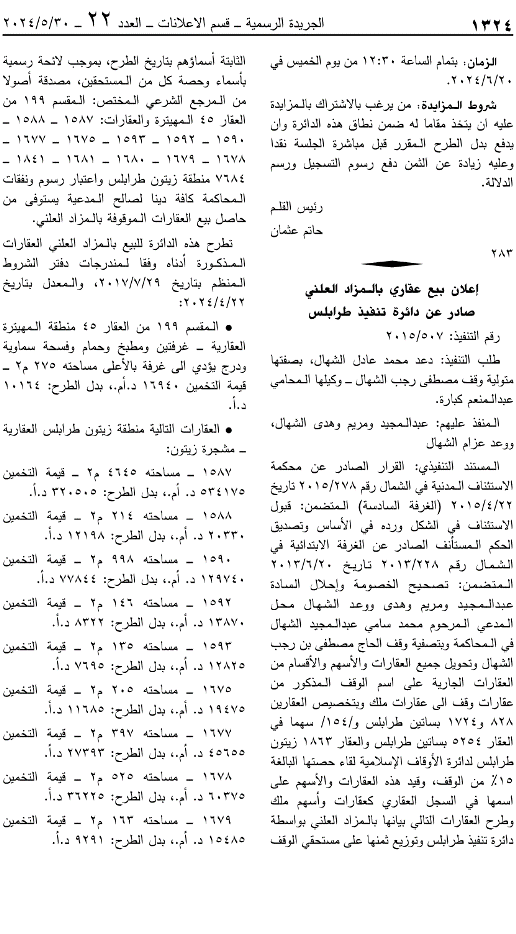 ١٣٢٤
الجريدة الرسمية – قسم الاعلانات – العدد ٢٢ – ٢٠٢٤/٥/٣٠
الزمان: بتمام الساعة ١٢:٣٠ من يوم الخميس في
٢٠٢٤/٦/٢٠.
شروط المزايدة: من يرغب بالاشتراك بالمزايدة
عليه ان يتخذ مقاما له ضمن نطاق هذه الدائرة وان
يدفع بدل الطرح المقرر قبل مباشرة الجلسة نقدا
وعليه زيادة عن الثمن دفع رسوم التسجيل ورسم
الدلالة.
رئيس القلم
حاتم عثمان
٢٨٣
إعلان بيع عقاري بالمزاد العلني
صادر عن دائرة تنفيذ طرابلس
رقم التنفيذ: ٢٠١٥/٥٠٧
طلب التنفيذ: دعد محمد عادل الشهال، بصفتها
متولية وقف مصطفى رجب الشهال – وكيلها المحامي
عبدالمنعم كبارة.
المنفذ عليهم: عبدالمجيد ومريم وهدى الشهال،
ووعد عزام الشهال
المستند التنفيذي: القرار الصادر عن محكمة
الاستئناف المدنية في الشمال رقم ٢٠١٥/٢٧٨ تاريخ
٢٠١٥/٤/٢٢ (الغرفة السادسة) المتضمن: قبول
الاستئناف في الشكل ورده في الأساس وتصديق
الحكم المستأنف الصادر عن الغرفة الابتدائية في
الشمال رقم ٢٠١٣/٢٢٨ تاريخ ٢٠١٣/٦/٢٠
المتضمن: تصحيح الخصومة وإحلال السادة
عبدالمجيد ومريم وهدى ووعد الشهال محل
المدعي المرحوم محمد سامي عبدالمجيد الشهال
في المحاكمة وبتصفية وقف الحاج مصطفى بن رجب
الشهال وتحويل جميع العقارات والأسهم والأقسام من
العقارات الجارية على اسم الوقف المذكور من
عقارات وقف الى عقارات ملك وبتخصيص العقارين
٨٢٨ و١٧٢٤ بساتين طرابلس و/١٥٤/ سهما في
العقار ٥٢٥٤ بساتين طرابلس والعقار ١٨٦٣ زيتون
طرابلس لدائرة الأوقاف الإسلامية لقاء حصتها البالغة
١٥٪ من الوقف، وقيد هذه العقارات والأسهم على
اسمها في السجل العقاري كعقارات وأسهم ملك
وطرح العقارات التالي بيانها بالمزاد العلني بواسطة
دائرة تنفيذ طرابلس وتوزيع ثمنها على مستحقي الوقف
الثابتة أسماؤهم بتاريخ الطرح، بموجب لائحة رسمية
بأسماء وحصة كل من المستحقين، مصدقة أصولا
من المرجع الشرعي المختص: المقسم ١٩٩ من
العقار ٤٥ المهيترة والعقارات: ١٥٨٧ – ١٥٨٨ –
١٥٩٠ – ١٥٩٢ – ١٥٩٣ – ١٦٧٥ – ١٦٧٧ –
١٦٧٨ – ١٦٧٩ – ١٦٨٠ – ١٦٨١ – ١٨٤١ –
٧٦٨٤ منطقة زيتون طرابلس واعتبار رسوم ونفقات
المحاكمة كافة دينا لصالح المدعية يستوفى من
حاصل بيع العقارات الموقوفة بالمزاد العلني.
تطرح هذه الدائرة للبيع بالمزاد العلني العقارات
المذكورة أدناه وفقا لمندرجات دفتر الشروط
المنظم بتاريخ ٢٠١٧/٧/٢٩، والمعدل بتاريخ
٢٠٢٤/٤/٢٢:
• المقسم ١٩٩ من العقار ٤٥ منطقة المهيترة
العقارية – غرفتين ومطبخ وحمام وفسحة سماوية
ودرج يؤدي الى غرفة بالأعلى مساحته ٢٧٥ م٢ –
قيمة التخمين ١٦٩٤٠ د.أم.، بدل الطرح: ١٠١٦٤
د.أ.
• العقارات التالية منطقة زيتون طرابلس العقارية
– مشجرة زيتون:
١٥٨٧ – مساحته ٤٦٤٥ م٢ – قيمة التخمين
٥٣٤١٧٥ د. أم.، بدل الطرح: ٣٢٠٥٠٥ د.أ.
١٥٨٨ – مساحته ٢١٤ م٢ – قيمة التخمين
٢٠٣٣٠ د. أم.، بدل الطرح: ١٢١٩٨ د.أ.
١٥٩٠ – مساحته ٩٩٨ م٢ – قيمة التخمين
١٢٩٧٤٠ د. أم.، بدل الطرح: ٧٧٨٤٤ د.أ.
١٥٩٢ – مساحته ١٤٦ م٢ – قيمة التخمين
١٣٨٧٠ د. أم.، بدل الطرح: ٨٣٢٢ د.أ.
١٥٩٣ – مساحته ١٣٥ م٢ – قيمة التخمين
١٢٨٢٥ د. أم.، بدل الطرح: ٧٦٩٥ د.أ.
١٦٧٥ – مساحته ٢٠٥ م٢ – قيمة التخمين
١٩٤٧٥ د. أم.، بدل الطرح: ١١٦٨٥ د.أ.
١٦٧٧ – مساحته ٣٩٧ م٢ – قيمة التخمين
٤٥٦٥٥ د. أم.، بدل الطرح: ٢٧٣٩٣ د.أ.
١٦٧٨ – مساحته ٥٢٥ م٢ – قيمة التخمين
٦٠٣٧٥ د. أم.، بدل الطرح: ٣٦٢٢٥ د.أ.
١٦٧٩ – مساحته ١٦٣ م٢ – قيمة التخمين
١٥٤٨٥ د. أم.، بدل الطرح: ٩٢٩١ د.أ.